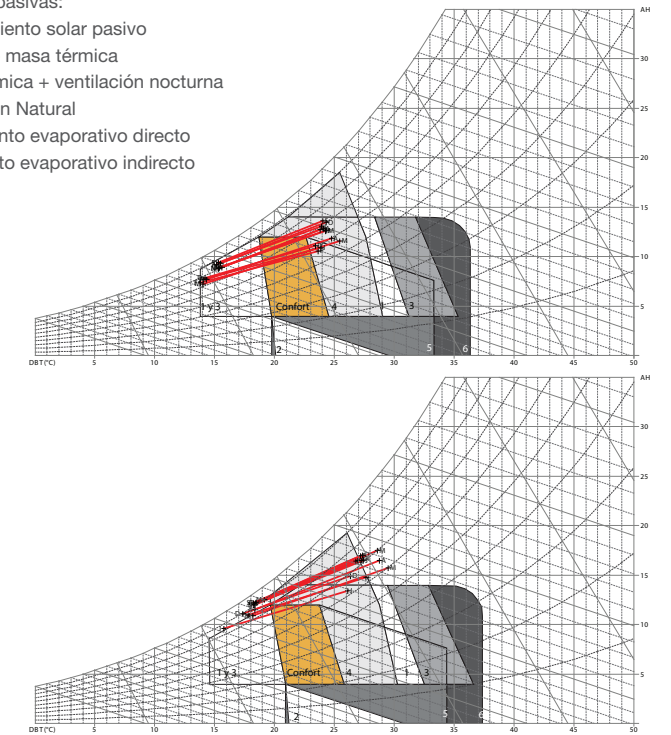 pasivas:
iento solar pasivo
masa térmica
mica + ventilación nocturna
n Natural
nto evaporativo directo
to evaporativo indirecto
AH
30
20
15
10
5
1 y 3
Confort
4
1
3
2
5
6
DBT(°C)
5
10
15
20
25
30
35
40
45
50
AH
30
20
15
10
5
1 y 3
Confort
4
1
3
2
5
6
DBT(°C)
5
10
15
20
25
30
35
40
45
50